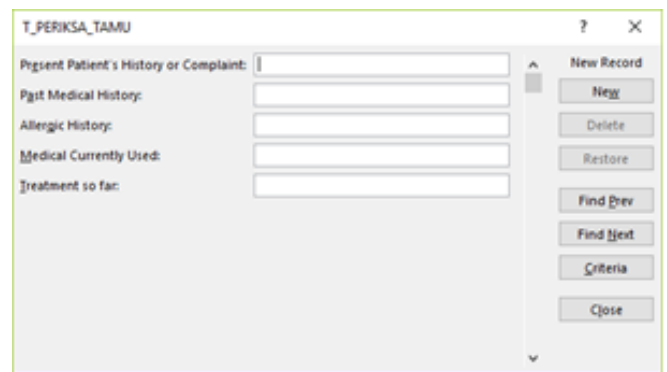 T_PERIKSA_TAMU ? ×
Present Patient's History or Complaint: New Record
Past Medical History: New
Allergic History: Delete
Medical Currently Used: Restore
Treatment so far: Find Prev
Find Next
Criteria
Close